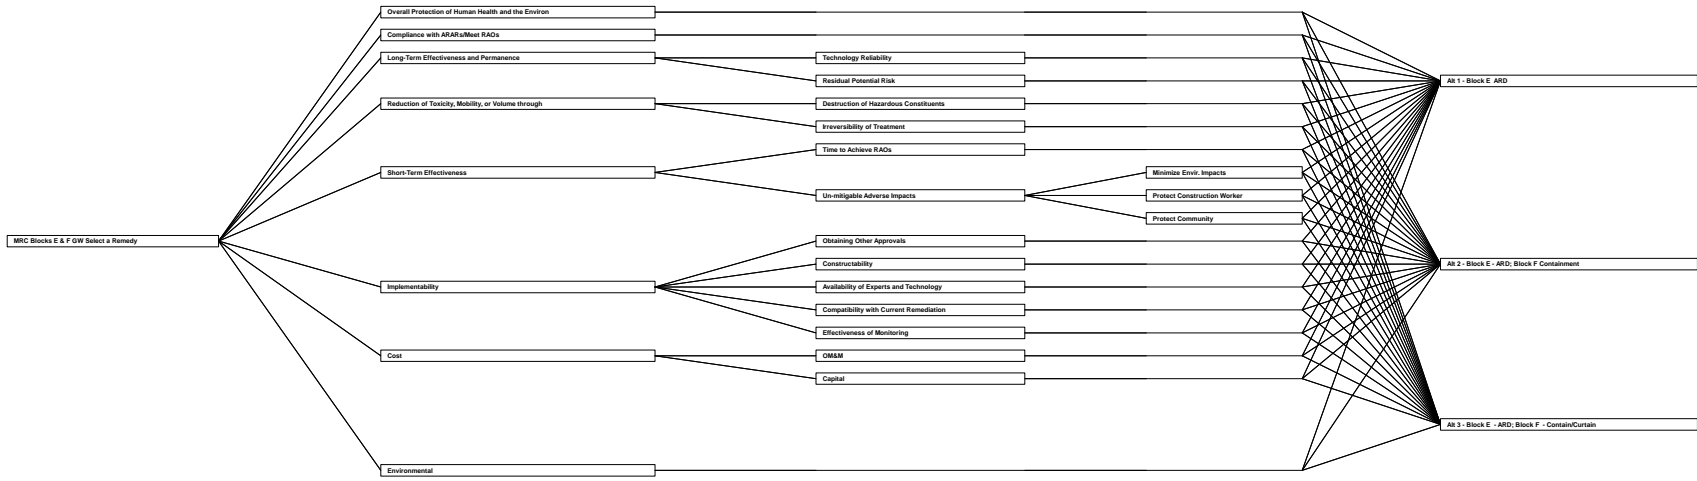 Overall Protection of Human Health and the Environ
Compliance with ARARs/Meet RAOs
Long-Term Effectiveness and Permanence
Technology Reliability
Residual Potential Risk
Alt 1 - Block E ARD
Reduction of Toxicity, Mobility, or Volume through
Destruction of Hazardous Constituents
Irreversibility of Treatment
Time to Achieve RAOs
Short-Term Effectiveness
Minimize Envir. Impacts
Un-mitigable Adverse Impacts
Protect Construction Worker
Protect Community
MRC Blocks E & F GW Select a Remedy
Obtaining Other Approvals
Constructability
Alt 2 - Block E - ARD; Block F Containment
Implementability
Availability of Experts and Technology
Compatibility with Current Remediation
Effectiveness of Monitoring
Cost
OM&M
Capital
Alt 3 - Block E - ARD; Block F - Contain/Curtain
Environmental